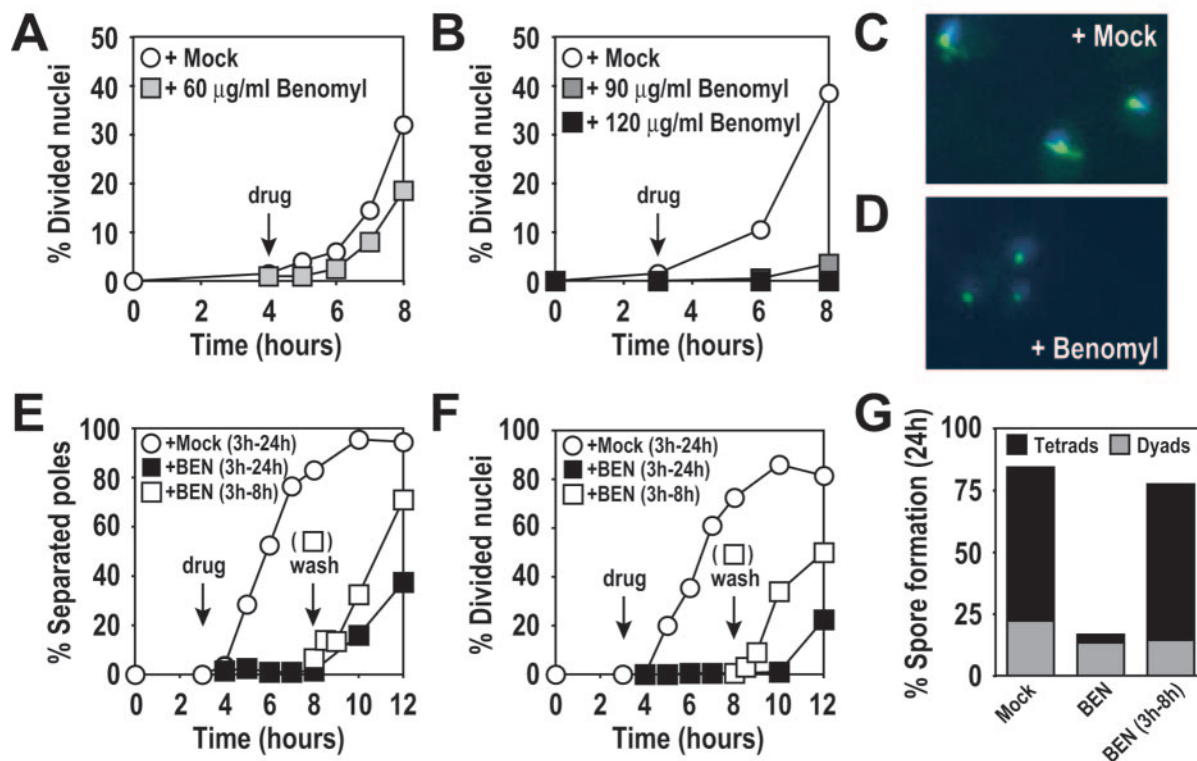 A
% Divided nuclei
50
40
30
20
10
0
+ Mock
+ 60 μg/ml Benomyl
drug
0 2 4 6 8
Time (hours)
B
% Divided nuclei
50
40
30
20
10
0
+ Mock
+ 90 μg/ml Benomyl
+ 120 μg/ml Benomyl
drug
0 2 4 6 8
Time (hours)
C
+ Mock
D
+ Benomyl
E
% Separated poles
100
80
60
40
20
0
+Mock (3h-24h)
+BEN (3h-24h)
+BEN (3h-8h)
( )
drug
wash
0 2 4 6 8 10 12
Time (hours)
F
% Divided nuclei
100
80
60
40
20
0
+Mock (3h-24h)
+BEN (3h-24h)
+BEN (3h-8h)
( )
drug
wash
0 2 4 6 8 10 12
Time (hours)
G
% Spore formation (24h)
100
75
50
25
0
Tetrads
Dyads
Mock
BEN
BEN (3h-8h)